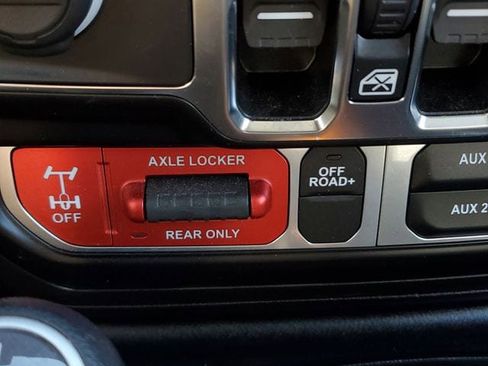 AXLE LOCKER
OFF
REAR ONLY
OFF
ROAD+
AUX
AUX 2